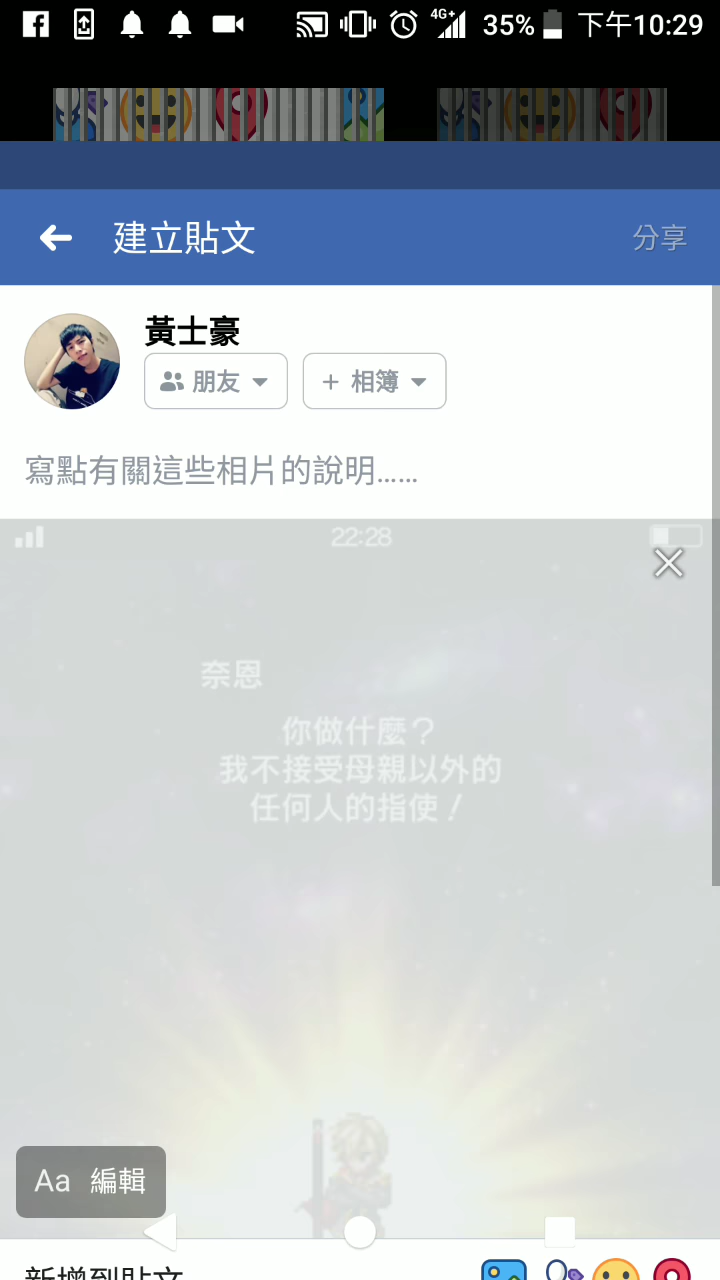 4G+ 35% 下午10:29
建立貼文 分享
黃士豪
朋友 + 相簿
寫點有關這些相片的說明......
22:28
奈恩
你做什麼？
我不接受母親以外的
任何人的指使！
Aa 編輯
新增到貼文